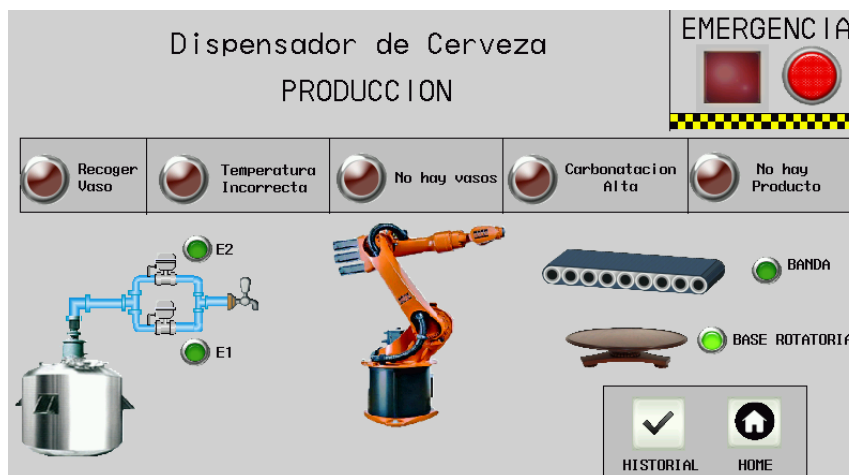 Dispensador de Cerveza
PRODUCCION
EMERGENCIA
Recoger
Vaso
Temperatura
Incorrecta
No hay vasos
Carbonatacion
Alta
No hay
Producto
E2
E1
BANDA
BASE ROTATORIA
HISTORIAL
HOME